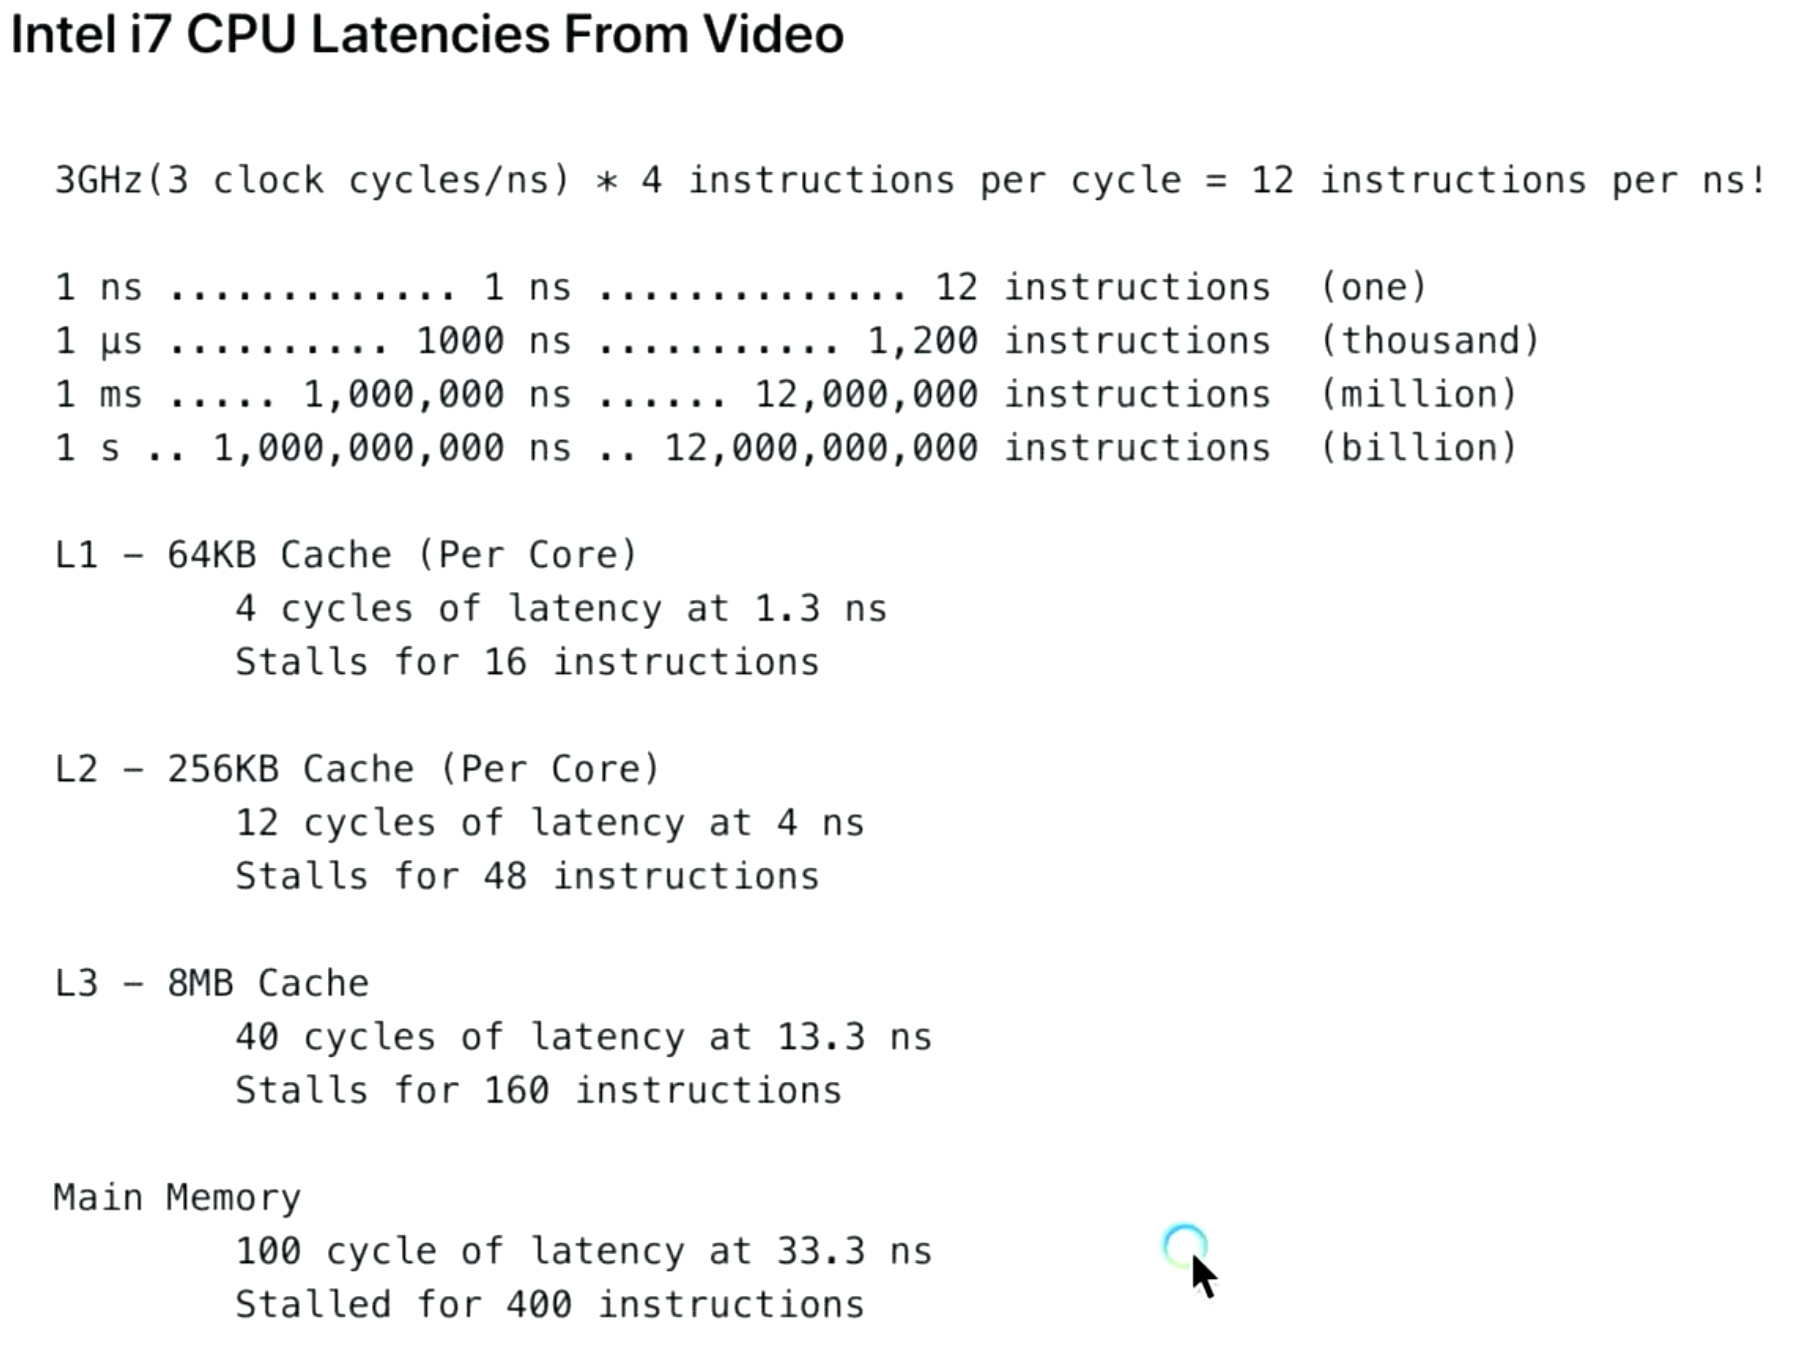 Intel i7 CPU Latencies From Video
3GHz(3 clock cycles/ns) * 4 instructions per cycle = 12 instructions per ns!
1 ns ............. 1 ns .............. 12 instructions (one)
1 µs .......... 1000 ns ........... 1,200 instructions (thousand)
1 ms ..... 1,000,000 ns ...... 12,000,000 instructions (million)
1 s .. 1,000,000,000 ns .. 12,000,000,000 instructions (billion)
L1 – 64KB Cache (Per Core)
4 cycles of latency at 1.3 ns
Stalls for 16 instructions
L2 – 256KB Cache (Per Core)
12 cycles of latency at 4 ns
Stalls for 48 instructions
L3 – 8MB Cache
40 cycles of latency at 13.3 ns
Stalls for 160 instructions
Main Memory
100 cycle of latency at 33.3 ns
Stalled for 400 instructions